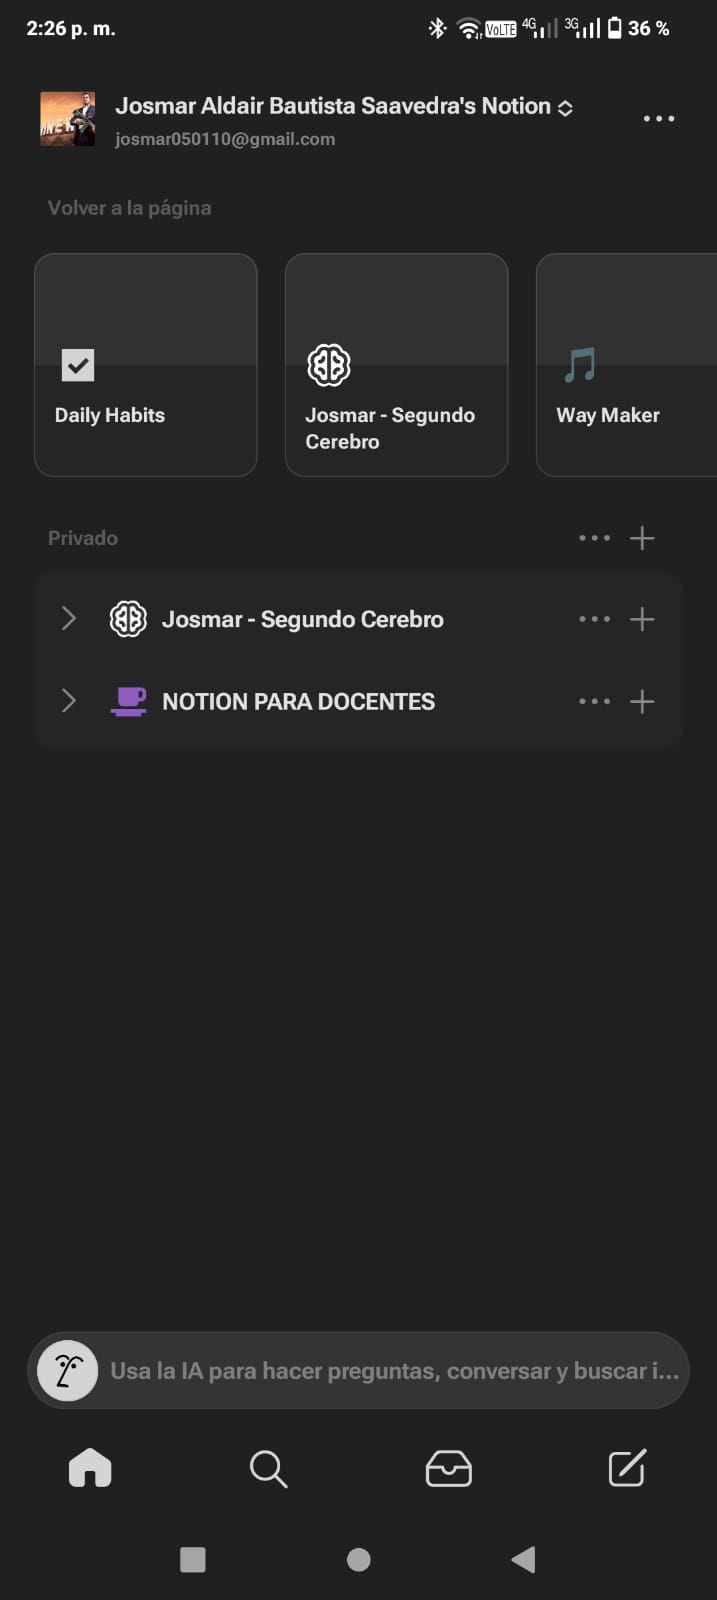 2:26 p. m.
VoLTE 4G 3G 36 %
Josmar Aldair Bautista Saavedra's Notion
josmar050110@gmail.com
Volver a la página
Daily Habits
Josmar - Segundo
Cerebro
Way Maker
Privado
Josmar - Segundo Cerebro
NOTION PARA DOCENTES
Usa la IA para hacer preguntas, conversar y buscar i...